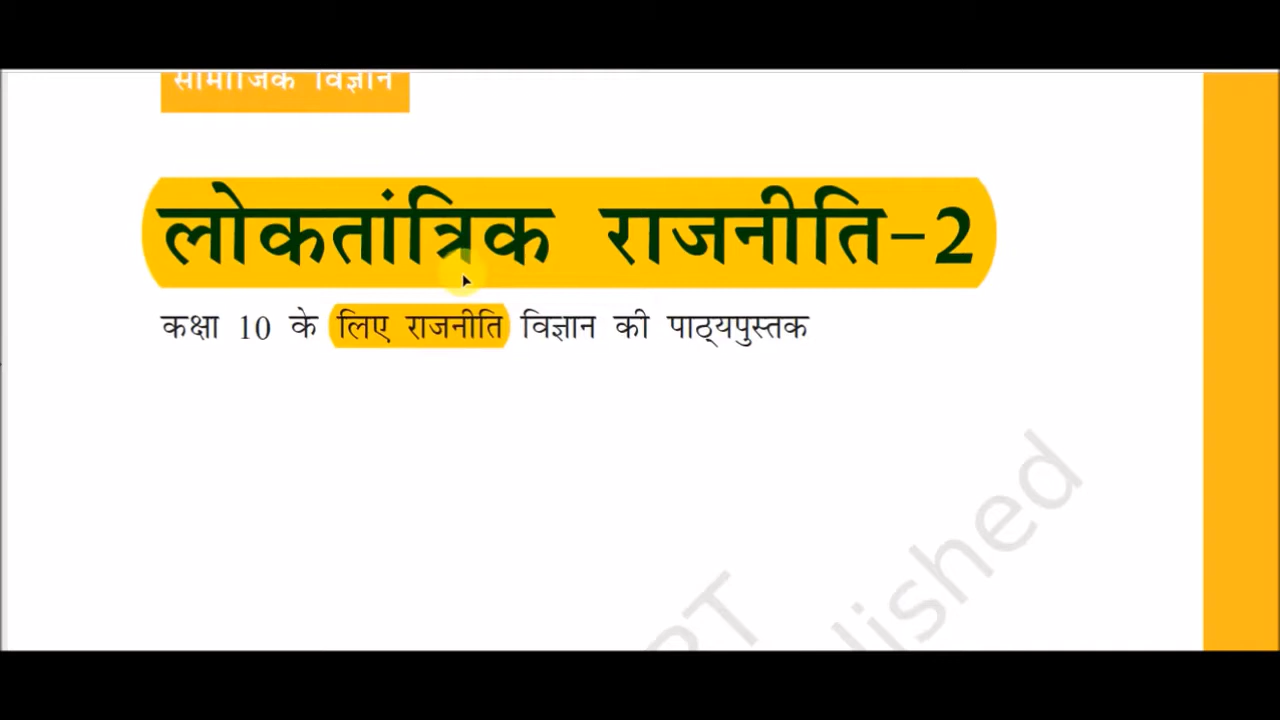 सामाजिक विज्ञान
लोकतांत्रिक राजनीति-2
कक्षा 10 के लिए राजनीति विज्ञान की पाठ्यपुस्तक